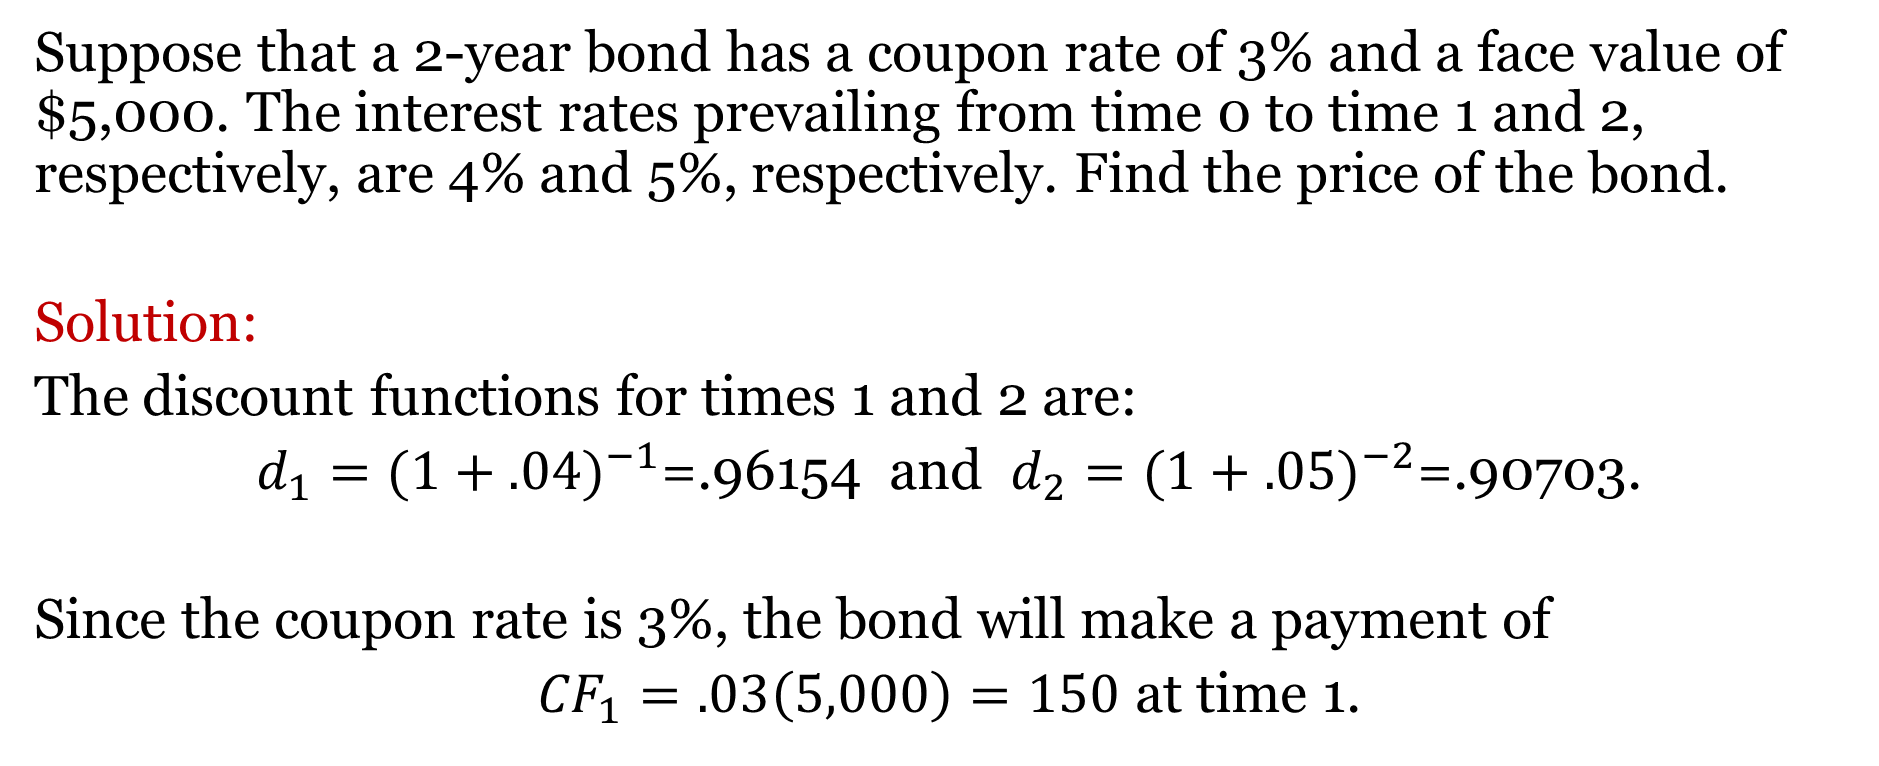 Suppose that a 2-year bond has a coupon rate of 3% and a face value of
$5,000. The interest rates prevailing from time 0 to time 1 and 2,
respectively, are 4% and 5%, respectively. Find the price of the bond.
Solution:
The discount functions for times 1 and 2 are:
𝑑₁ = (1 + .04)⁻¹=.96154 and 𝑑₂ = (1 + .05)⁻²=.90703.
Since the coupon rate is 3%, the bond will make a payment of
𝐶𝐹₁ = .03(5,000) = 150 at time 1.